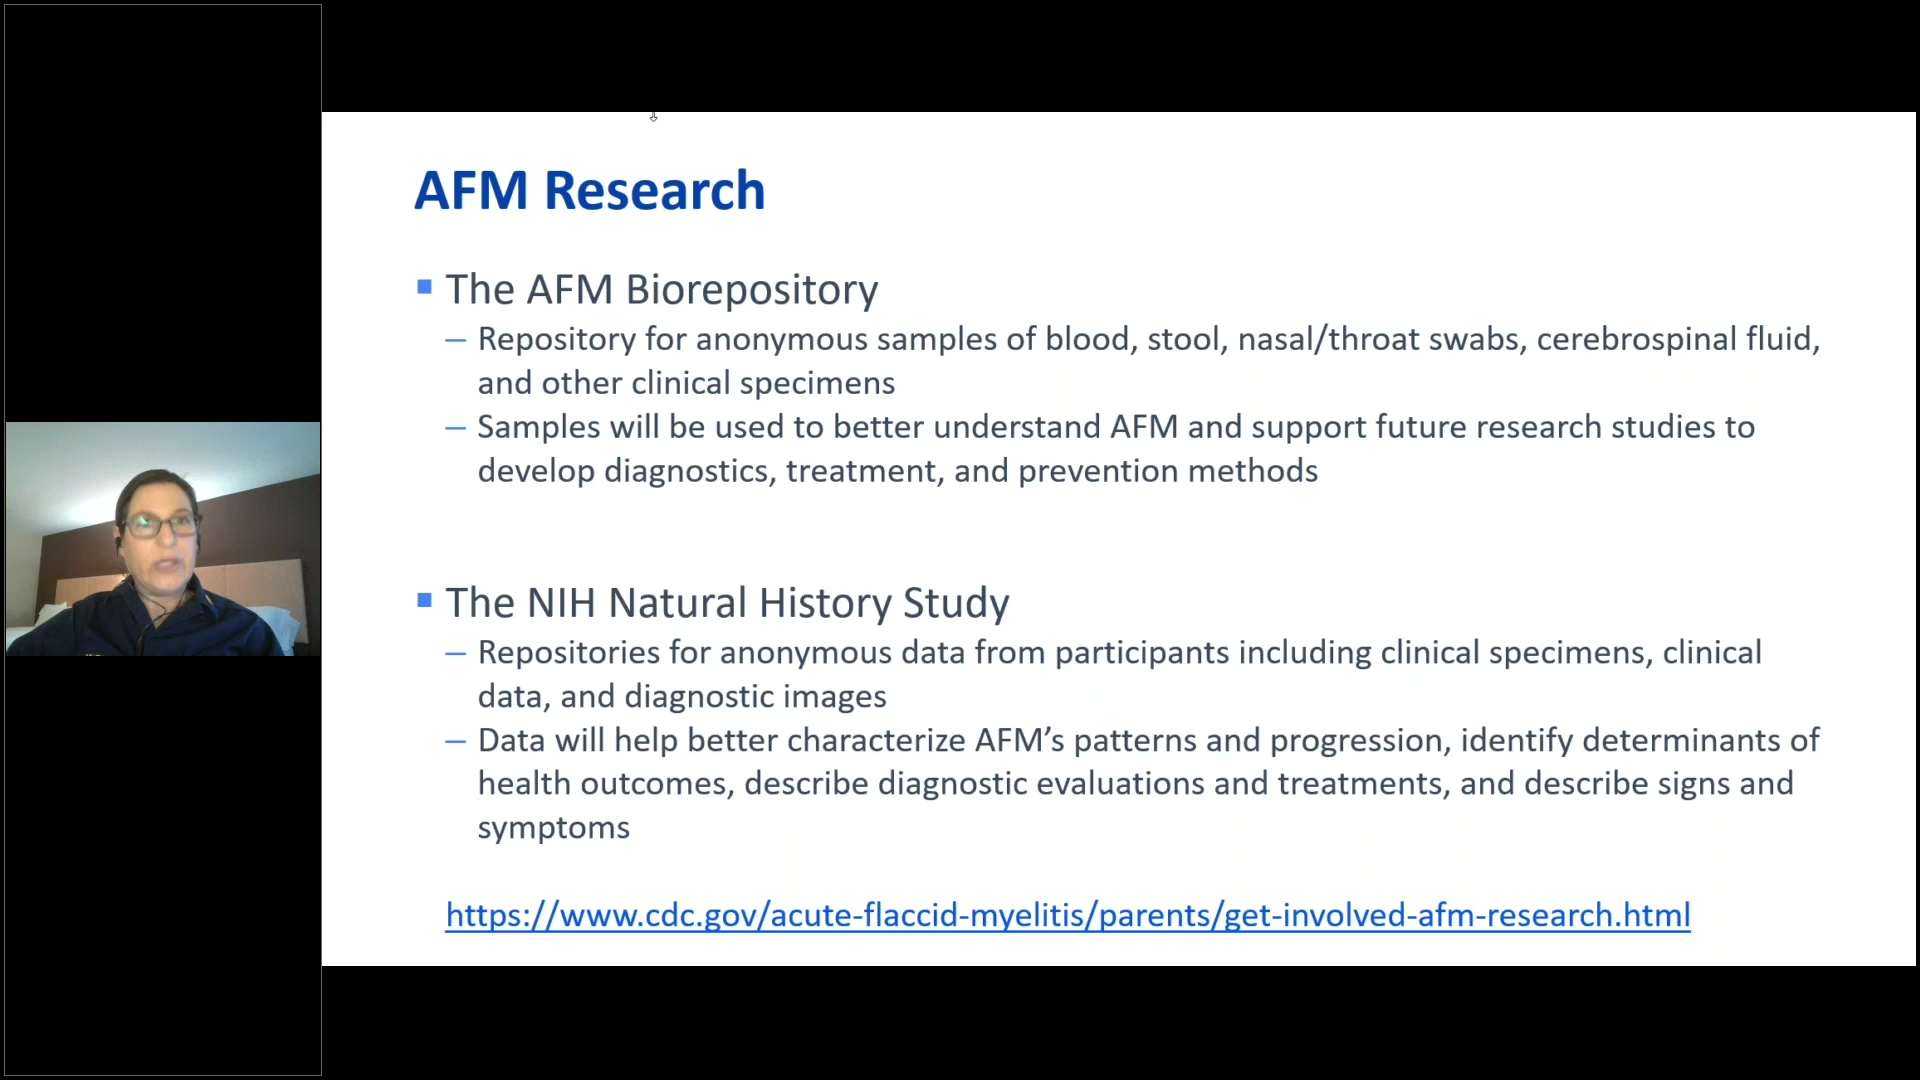 AFM Research
The AFM Biorepository
– Repository for anonymous samples of blood, stool, nasal/throat swabs, cerebrospinal fluid,
and other clinical specimens
– Samples will be used to better understand AFM and support future research studies to
develop diagnostics, treatment, and prevention methods
The NIH Natural History Study
– Repositories for anonymous data from participants including clinical specimens, clinical
data, and diagnostic images
– Data will help better characterize AFM’s patterns and progression, identify determinants of
health outcomes, describe diagnostic evaluations and treatments, and describe signs and
symptoms
https://www.cdc.gov/acute-flaccid-myelitis/parents/get-involved-afm-research.html